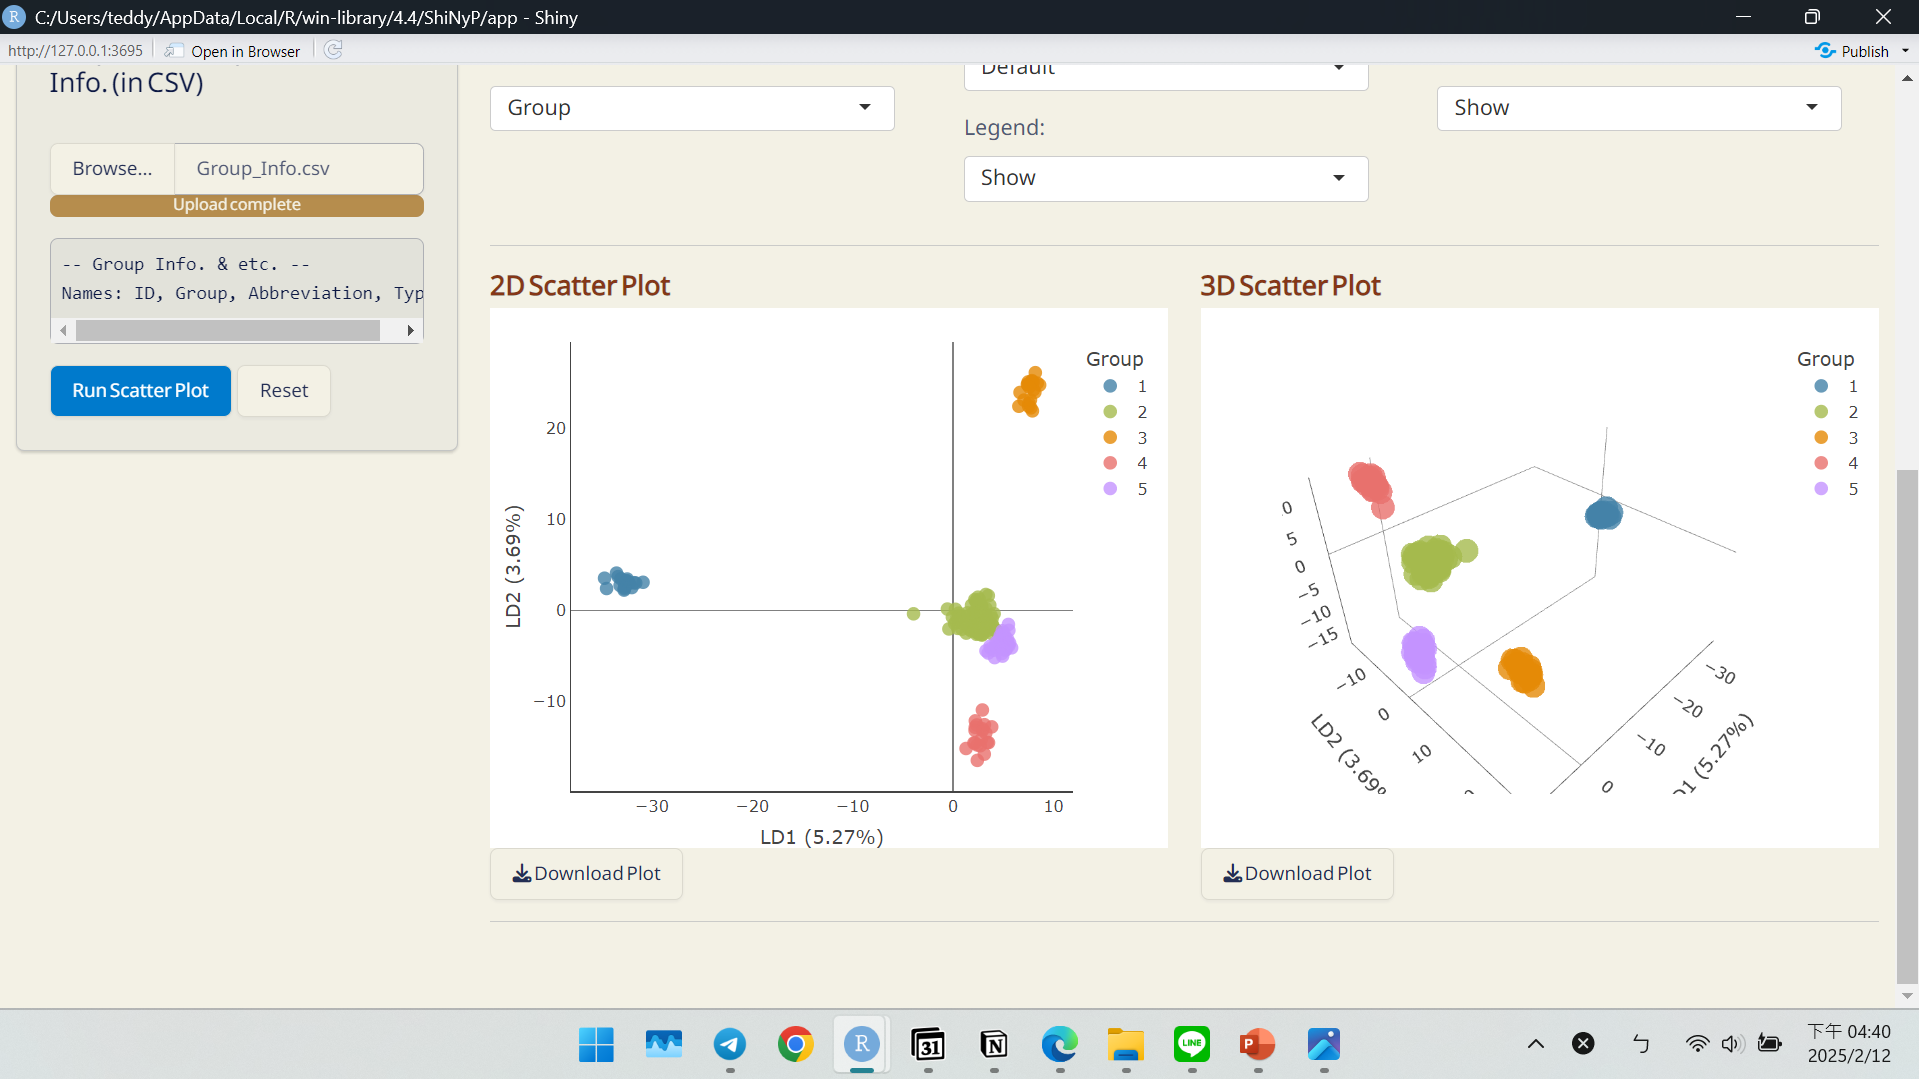 C:/Users/teddy/AppData/Local/R/win-library/4.4/ShiNyP/app - Shiny
http://127.0.0.1:3695
Open in Browser
Publish
Info. (in CSV)
Browse...
Group_Info.csv
Upload complete
-- Group Info. & etc. --
Names: ID, Group, Abbreviation, Typ
Run Scatter Plot
Reset
Group
Default
Legend:
Show
Show
2D Scatter Plot
Group
1
2
3
4
5
20
10
0
−10
LD2 (3.69%)
−30
−20
−10
0
10
LD1 (5.27%)
Download Plot
3D Scatter Plot
Group
1
2
3
4
5
0
5
0
−5
−10
−15
−10
0
10
LD2 (3.69%
−30
−20
−10
0
D1 (5.27%)
Download Plot
R
31
N
LINE
P
ㄅ
下午 04:40
2025/2/12